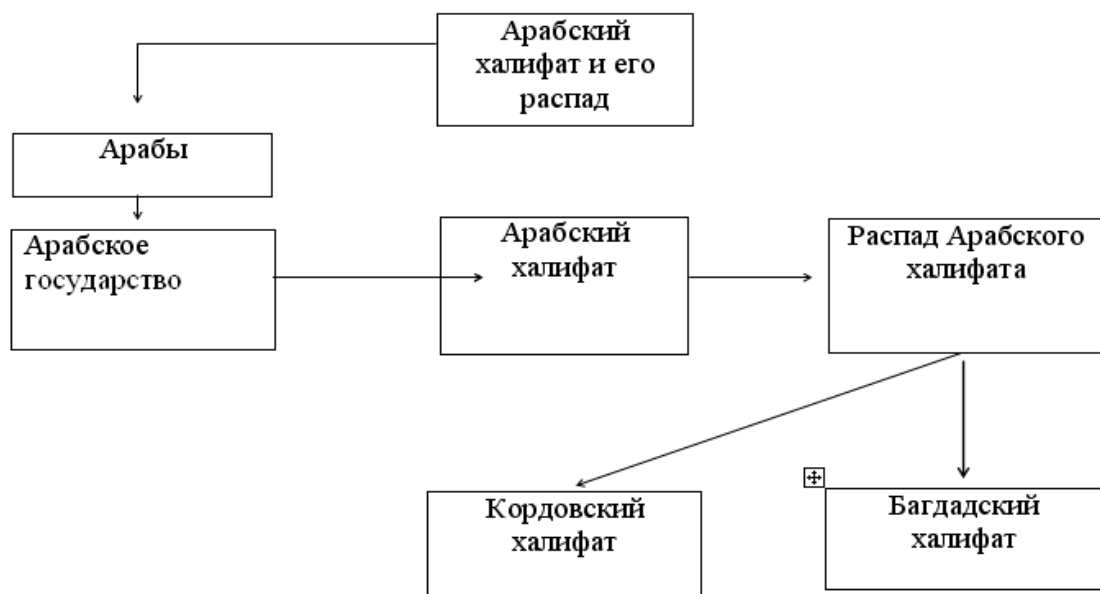 Арабский
халифат и его
распад
Арабы
Арабское
государство
Арабский
халифат
Распад Арабского
халифата
Кордовский
халифат
Багдадский
халифат